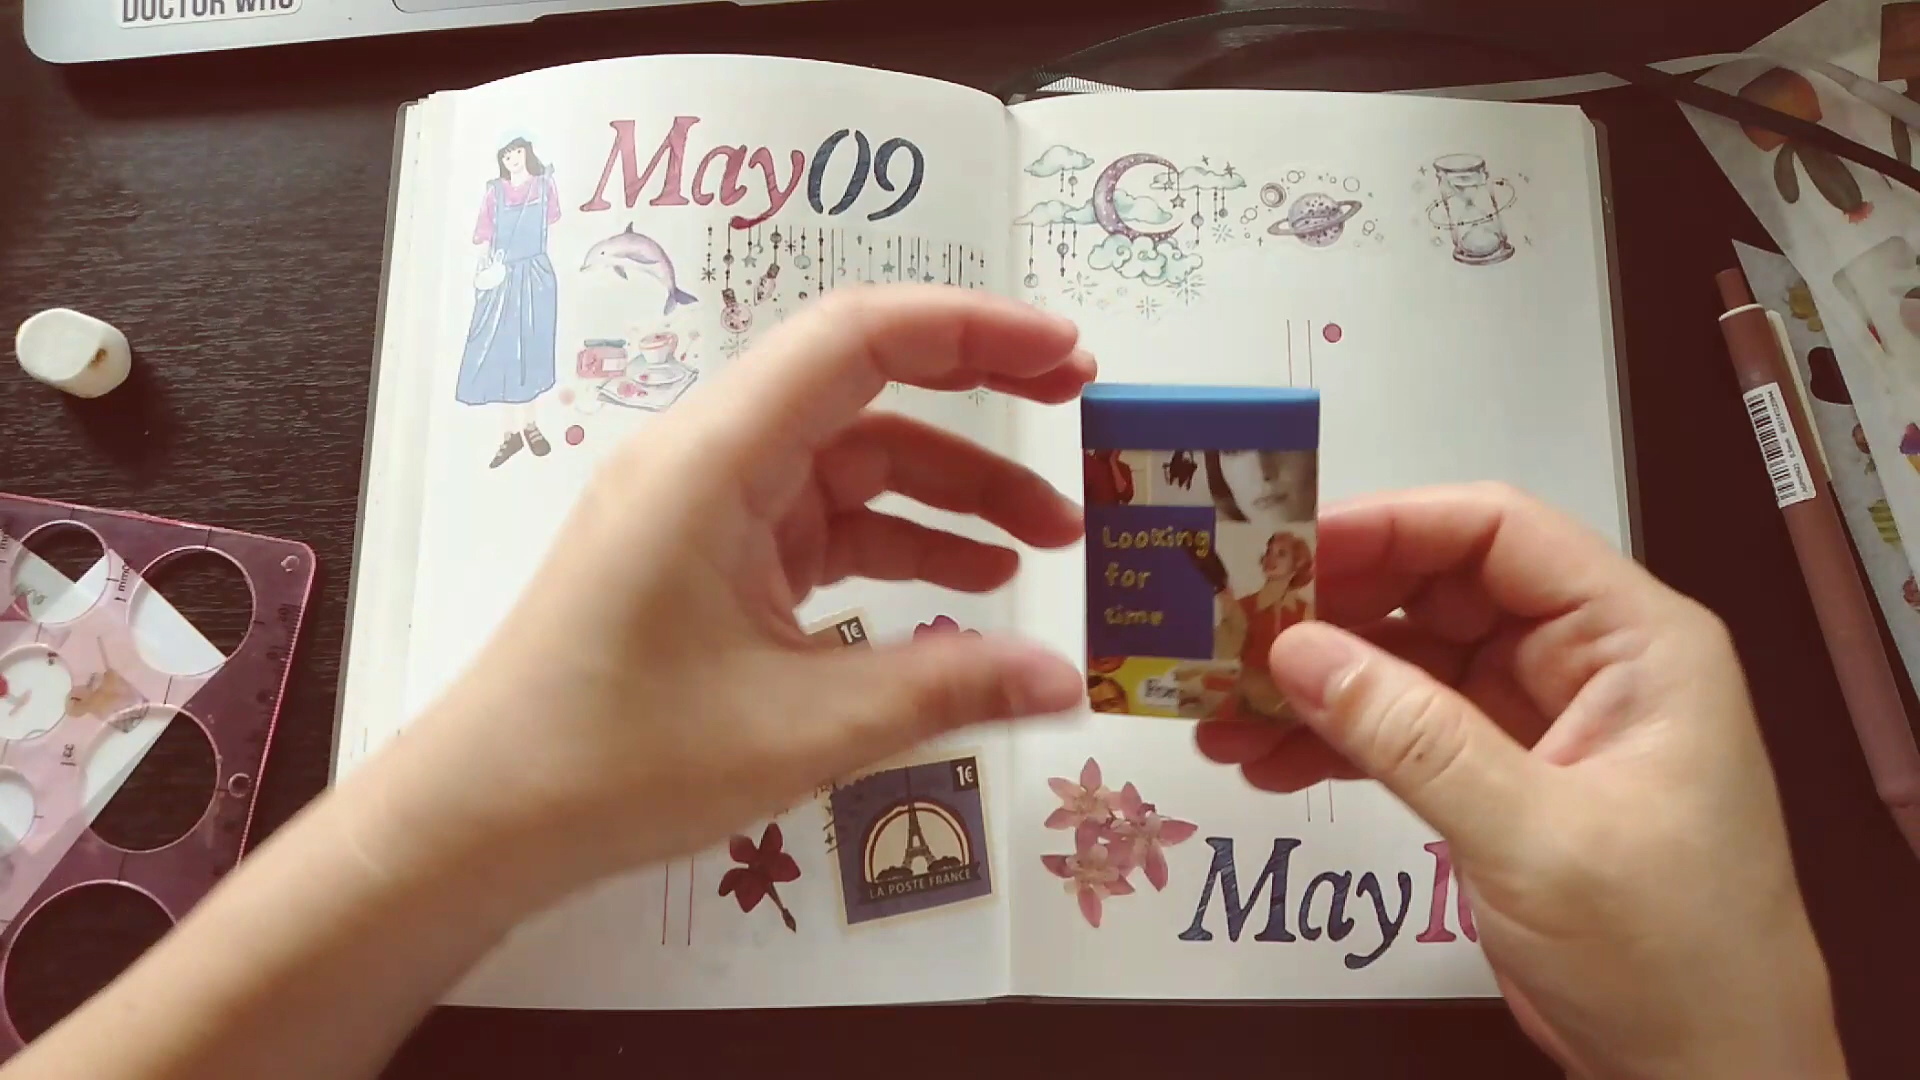 DOCTOR WHO
May09
1€
1€
LA POSTE FRANCE
Looking
for
time
May